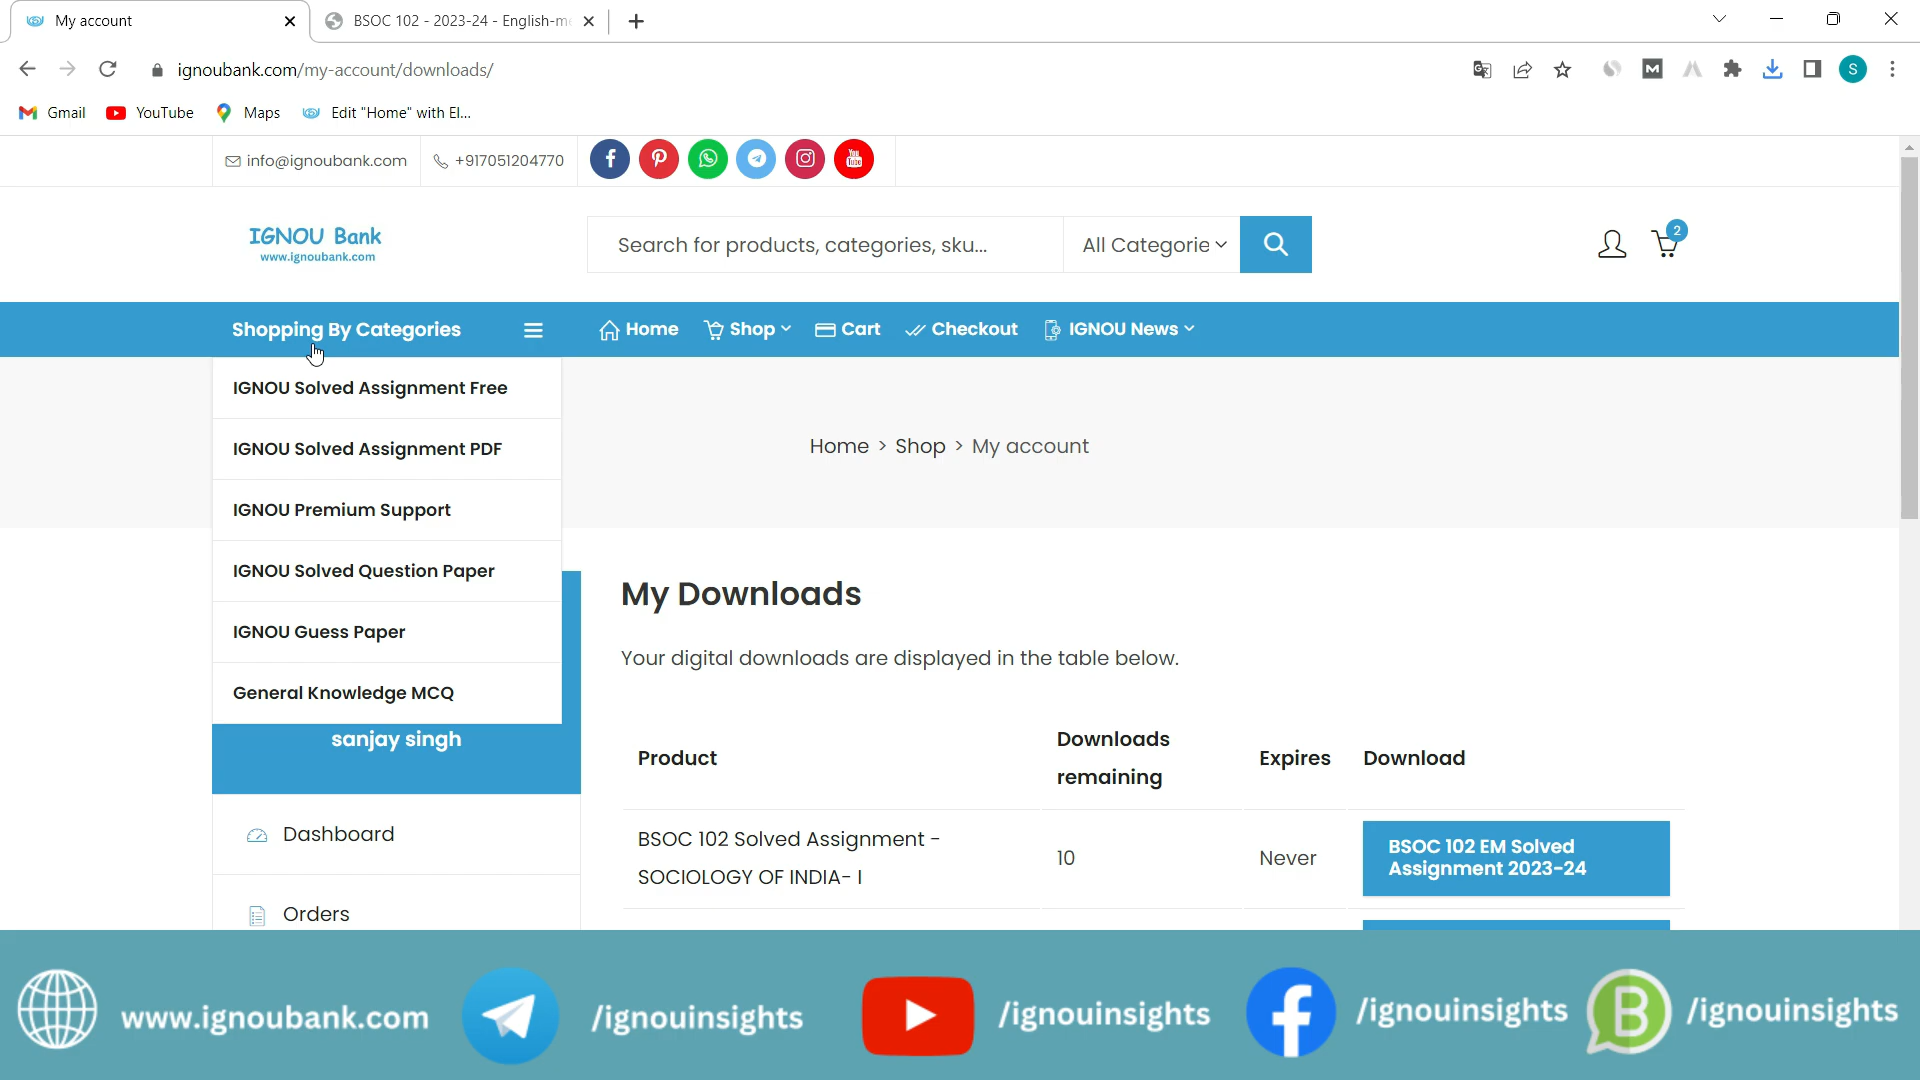 My account
BSOC 102 - 2023-24 - English-m
ignoubank.com/my-account/downloads/
S
Gmail
YouTube
Maps
Edit "Home" with El...
info@ignoubank.com
+917051204770
IGNOU Bank
www.ignoubank.com
Search for products, categories, sku...
All Categorie
2
Shopping By Categories
Home
Shop
Cart
Checkout
IGNOU News
IGNOU Solved Assignment Free
IGNOU Solved Assignment PDF
IGNOU Premium Support
IGNOU Solved Question Paper
IGNOU Guess Paper
General Knowledge MCQ
Home > Shop > My account
sanjay singh
Dashboard
Orders
My Downloads
Your digital downloads are displayed in the table below.
Product
Downloads
remaining
Expires
Download
BSOC 102 Solved Assignment -
SOCIOLOGY OF INDIA- I
10
Never
BSOC 102 EM Solved
Assignment 2023-24
www.ignoubank.com
/ignouinsights
/ignouinsights
/ignouinsights
/ignouinsights